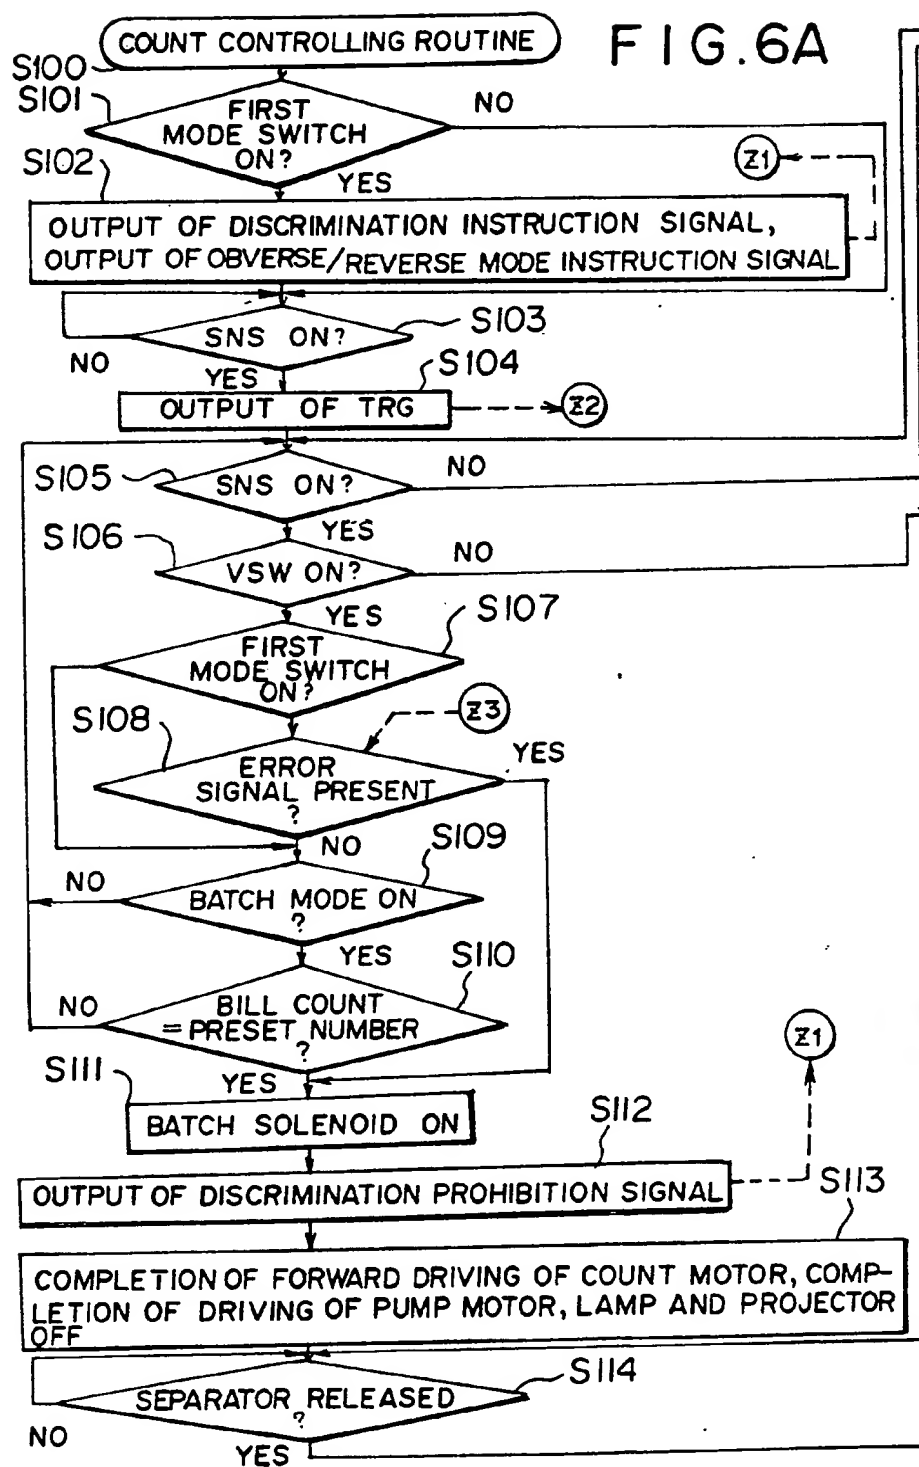 FIG.6A
COUNT CONTROLLING ROUTINE
S100
S101
FIRST
MODE SWITCH
ON?
NO
YES
S102
Z1
OUTPUT OF DISCRIMINATION INSTRUCTION SIGNAL,
OUTPUT OF OBVERSE/REVERSE MODE INSTRUCTION SIGNAL
SNS ON?
S103
NO
YES
S104
OUTPUT OF TRG
Z2
S105
SNS ON?
NO
YES
S106
VSW ON?
NO
YES
S107
FIRST
MODE SWITCH
ON?
S108
Z3
ERROR
SIGNAL PRESENT
?
YES
NO
S109
NO
BATCH MODE ON
?
YES
S110
NO
BILL COUNT
=PRESET NUMBER
?
Z1
S111
YES
BATCH SOLENOID ON
S112
OUTPUT OF DISCRIMINATION PROHIBITION SIGNAL
S113
COMPLETION OF FORWARD DRIVING OF COUNT MOTOR, COMP-
LETION OF DRIVING OF PUMP MOTOR, LAMP AND PROJECTOR
OFF
S114
SEPARATOR RELEASED
?
NO
YES